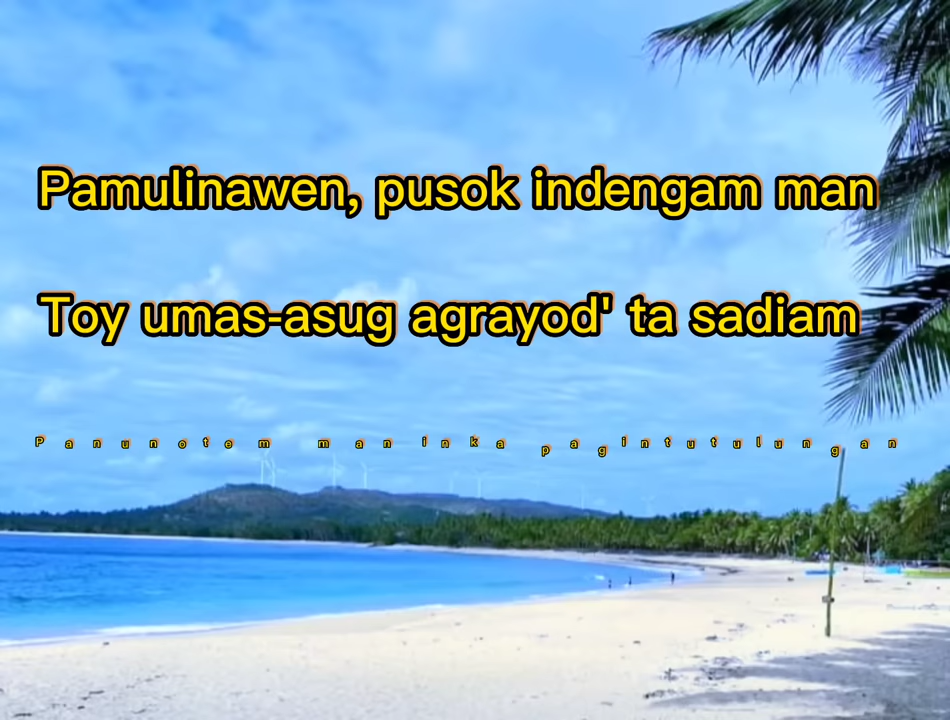 Pamulinawen, pusok indengam man
Toy umas-asug agrayod' ta sadiam
Panunotem man inka pagintutulungan